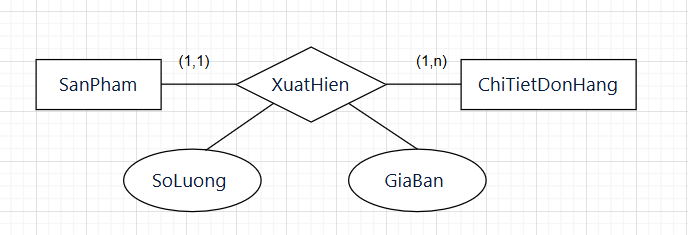 (1,1)
(1,n)
SanPham
XuatHien
ChiTietDonHang
SoLuong
GiaBan